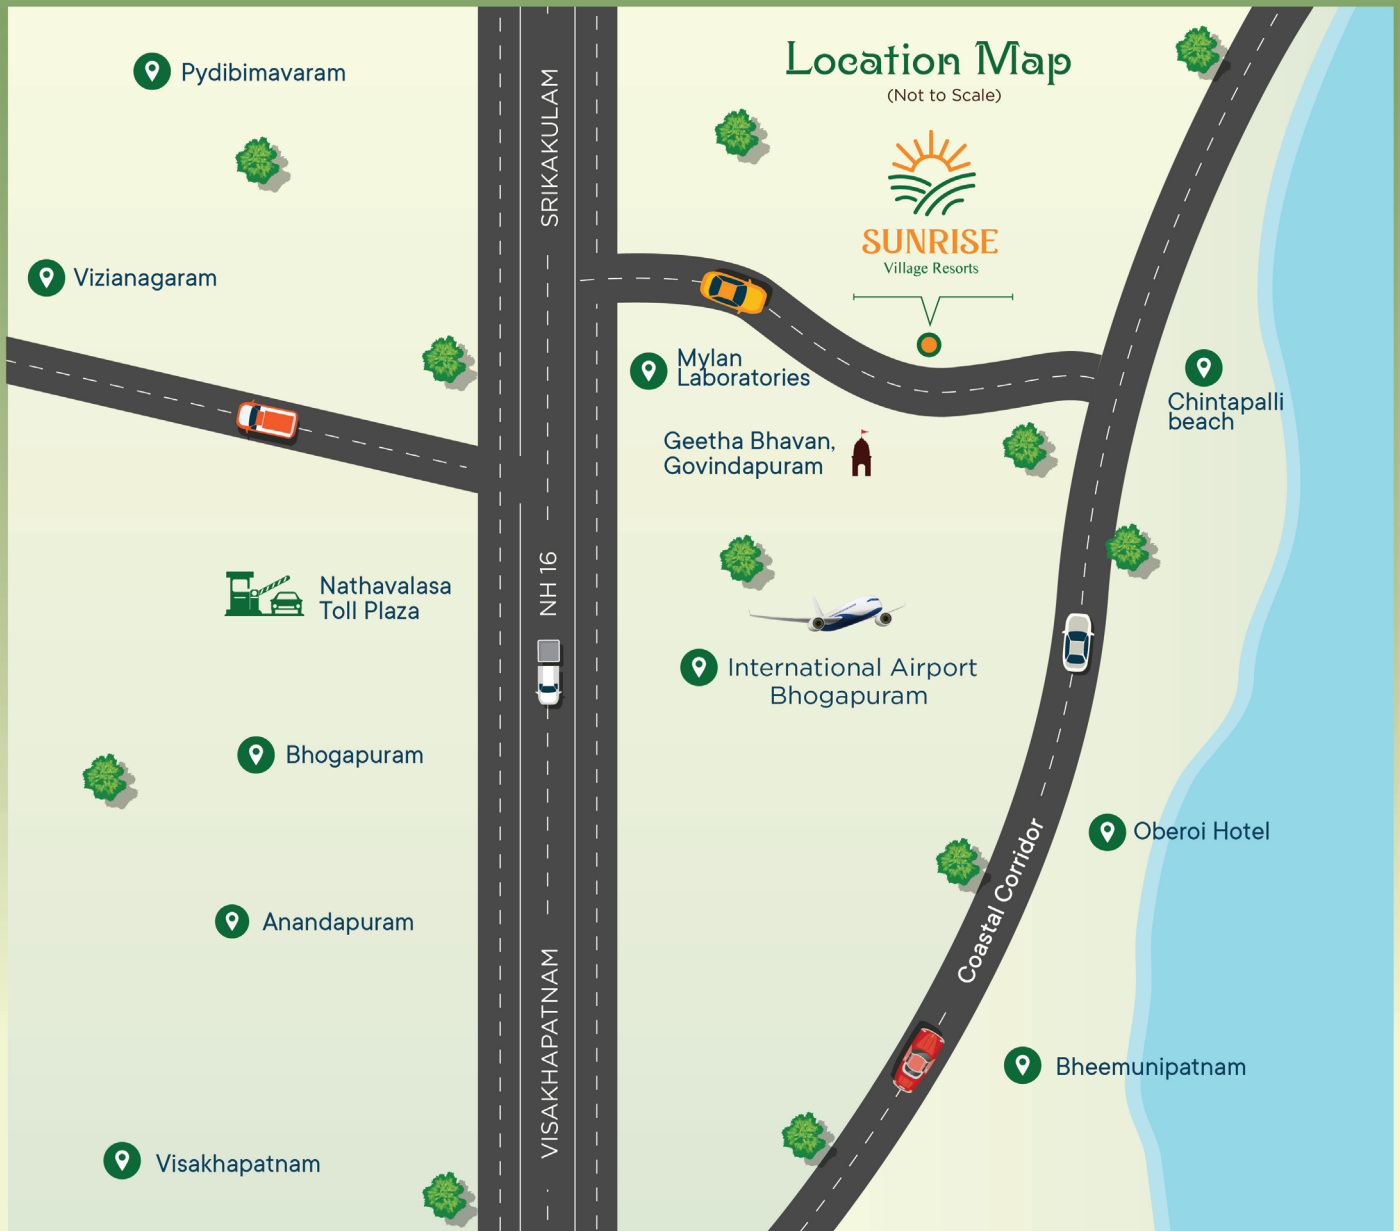 Location Map
(Not to Scale)
Pydibimavaram
SRIKAKULAM
SUNRISE
Village Resorts
Vizianagaram
Mylan
Laboratories
Chintapalli
beach
Geetha Bhavan,
Govindapuram
NH 16
Nathavalasa
Toll Plaza
International Airport
Bhogapuram
Bhogapuram
Oberoi Hotel
Coastal Corridor
Anandapuram
VISAKHAPATNAM
Bheemunipatnam
Visakhapatnam